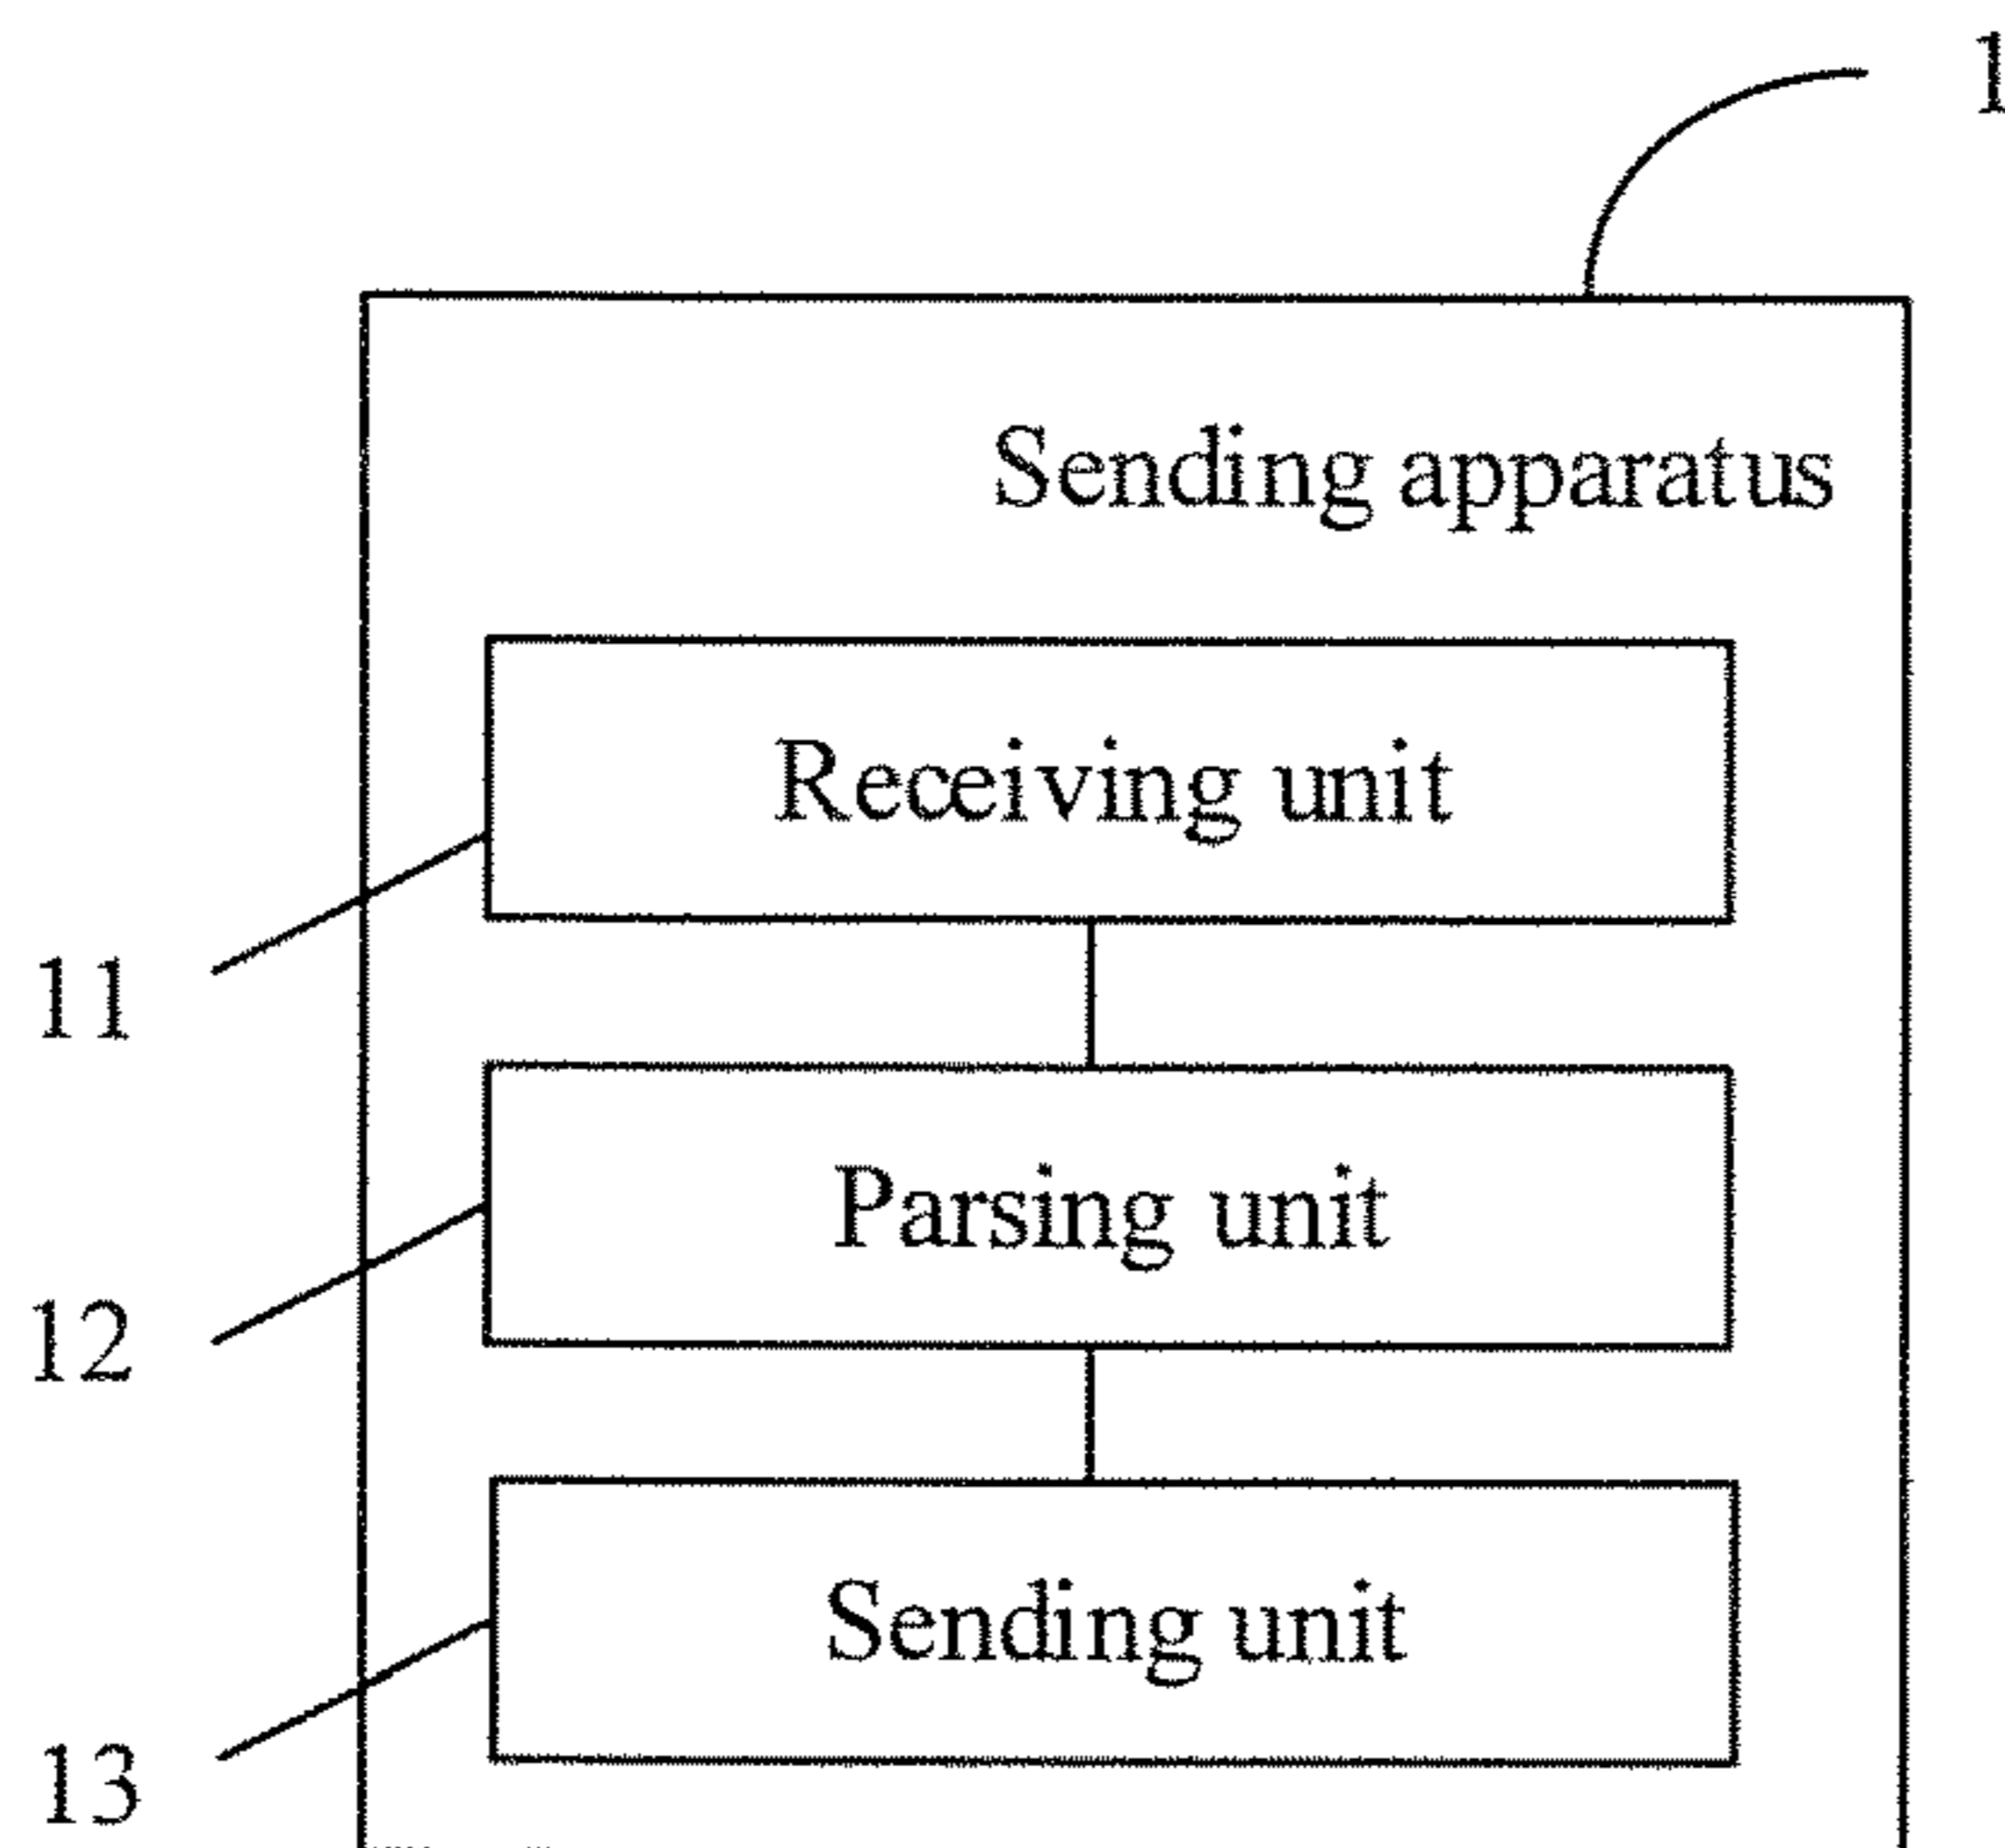 1
Sending apparatus
Receiving unit
11
Parsing unit
12
Sending unit
13